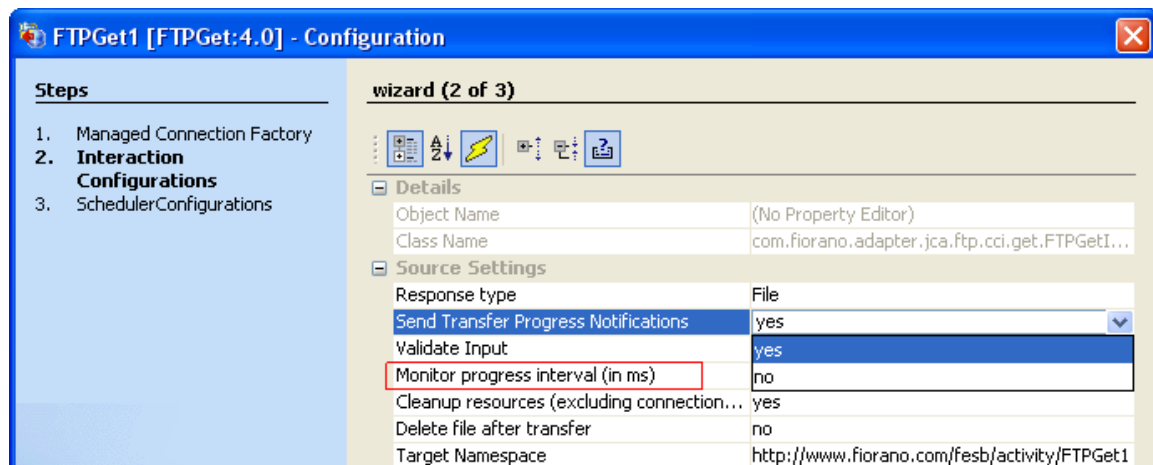 FTPGet1 [FTPGet:4.0] - Configuration
Steps
1. Managed Connection Factory
2. Interaction
Configurations
3. SchedulerConfigurations
wizard (2 of 3)
Details
Object Name (No Property Editor)
Class Name com.fiorano.adapter.jca.ftp.cci.get.FTPGetI...
Source Settings
Response type File
Send Transfer Progress Notifications yes
Validate Input yes
Monitor progress interval (in ms) no
Cleanup resources (excluding connection... yes
Delete file after transfer no
Target Namespace http://www.fiorano.com/fesb/activity/FTPGet1